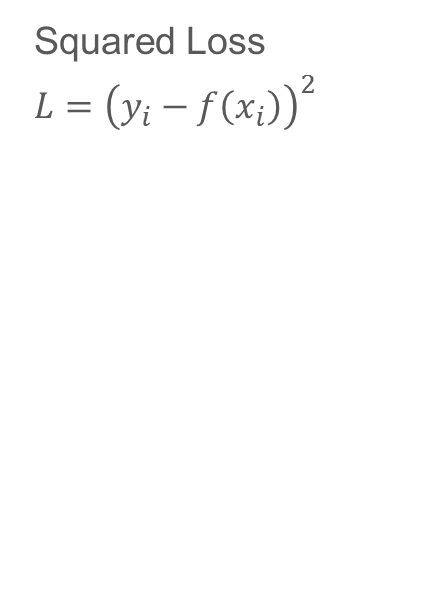 Squared Loss
L = (yᵢ − f(xᵢ))²